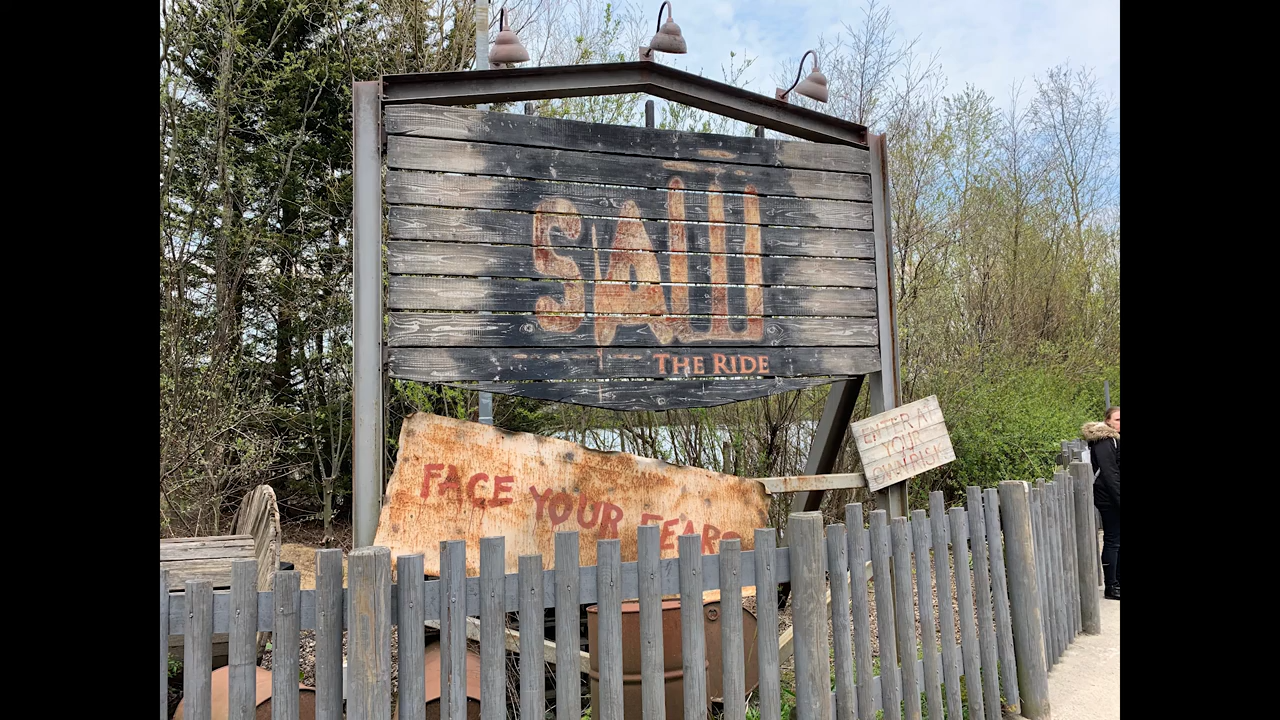 SAW
THE RIDE
FACE YOUR FEARS
ENTER AT
YOUR
OWN RISK